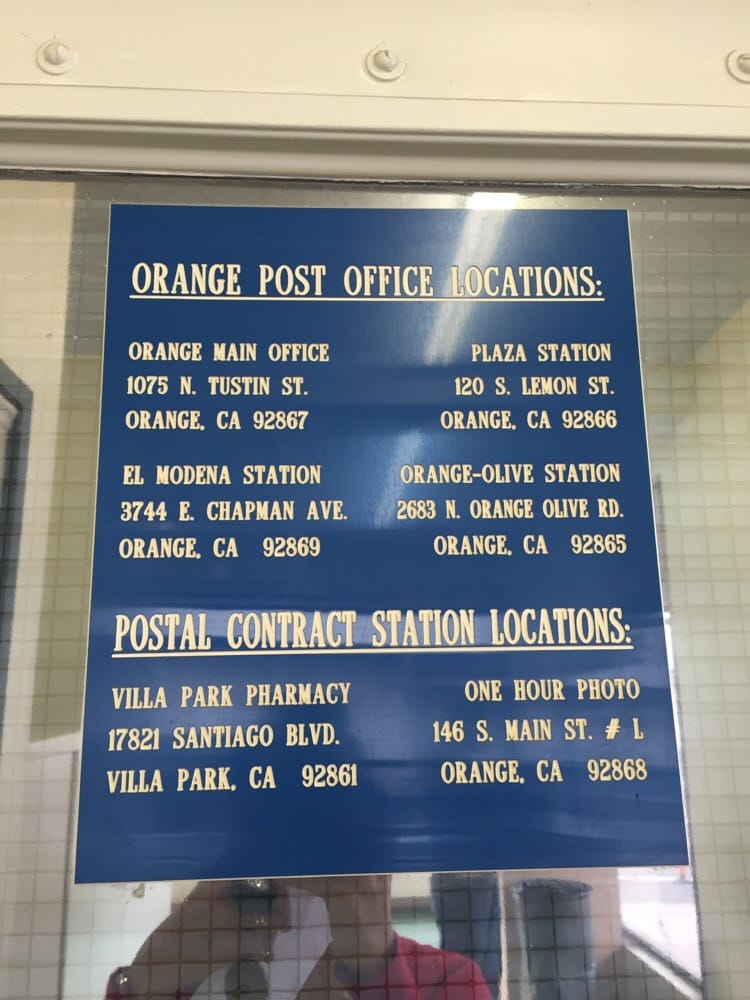 ORANGE POST OFFICE LOCATIONS:
ORANGE MAIN OFFICE
1075 N. TUSTIN ST.
ORANGE, CA 92867
PLAZA STATION
120 S. LEMON ST.
ORANGE, CA 92866
EL MODENA STATION
3744 E. CHAPMAN AVE.
ORANGE, CA 92869
ORANGE-OLIVE STATION
2683 N. ORANGE OLIVE RD.
ORANGE, CA 92865
POSTAL CONTRACT STATION LOCATIONS:
VILLA PARK PHARMACY
17821 SANTIAGO BLVD.
VILLA PARK, CA 92861
ONE HOUR PHOTO
146 S. MAIN ST. # L
ORANGE, CA 92868